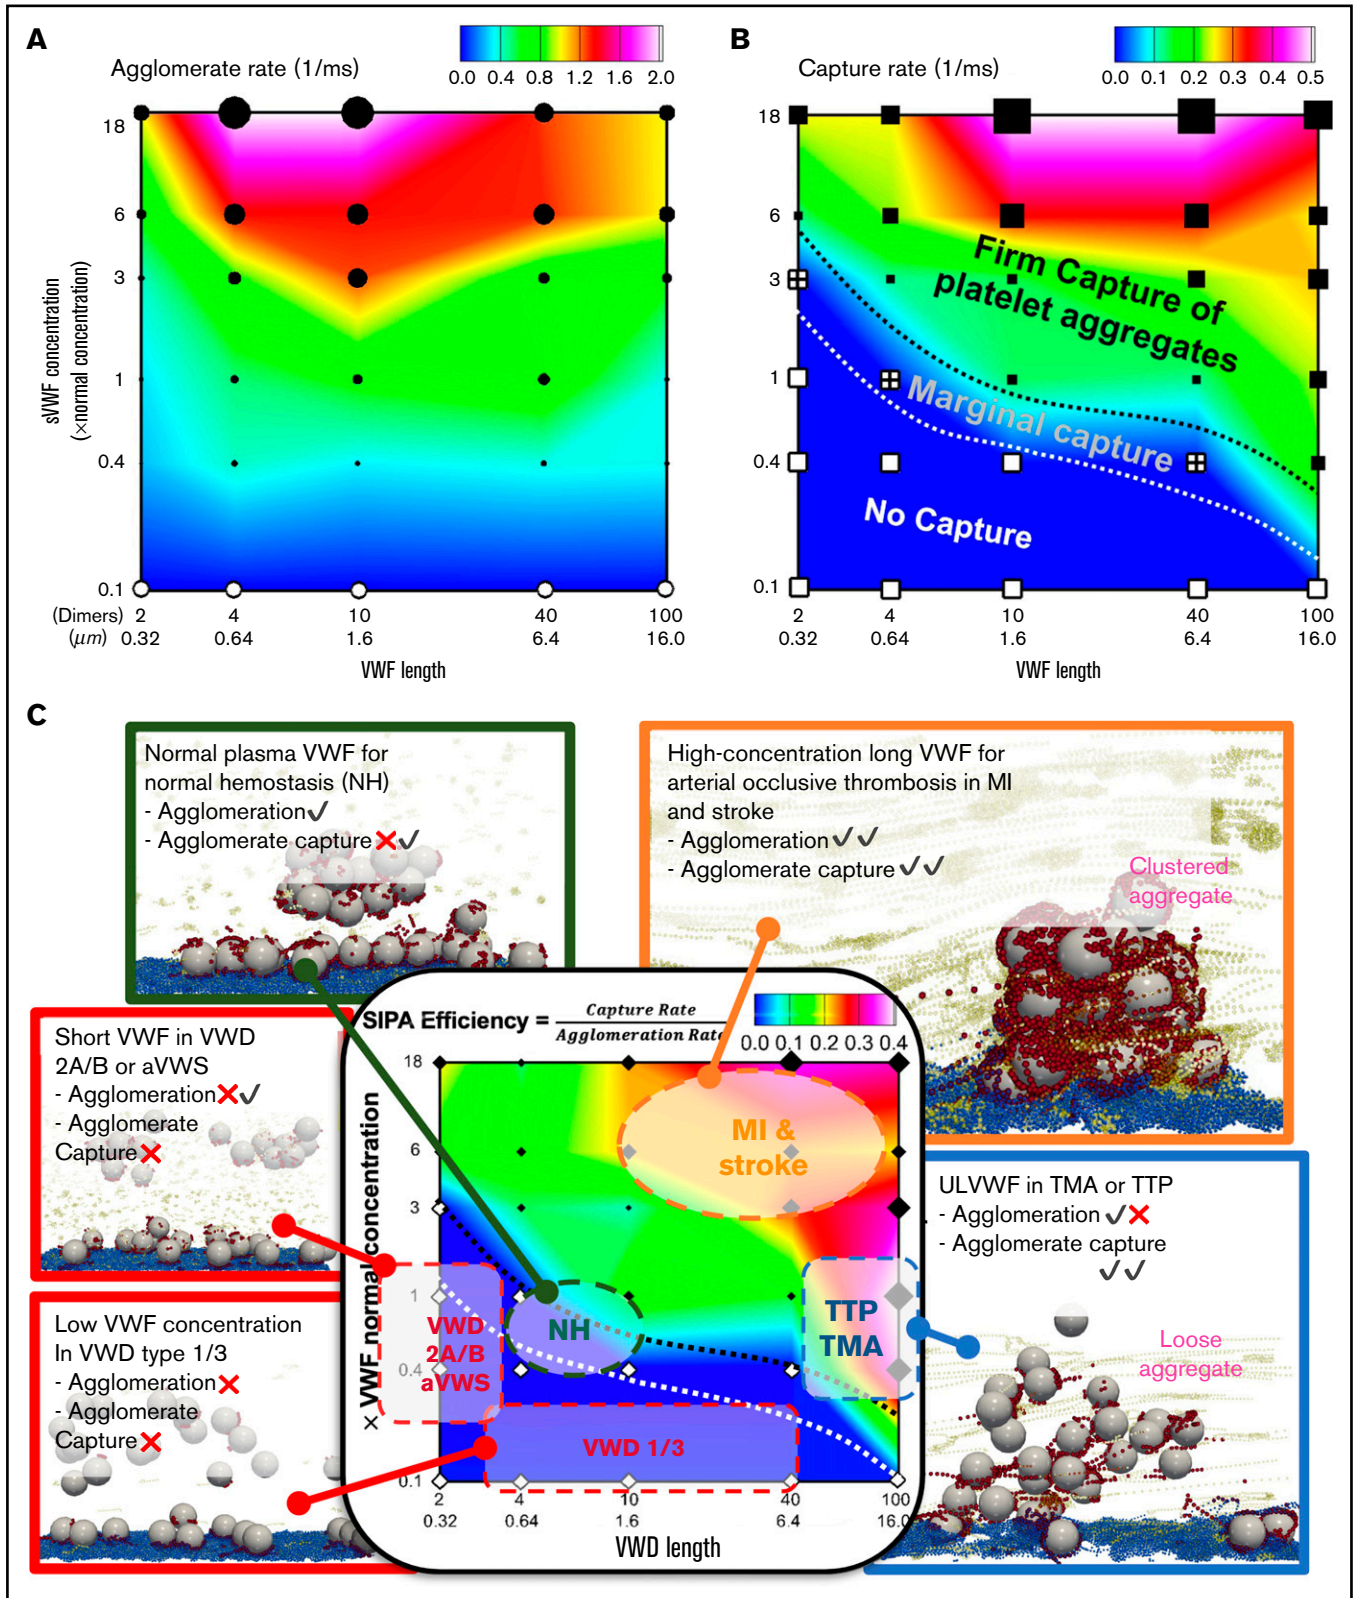 A
Agglomerate rate (1/ms)
0.0 0.4 0.8 1.2 1.6 2.0
18
6
3
1
0.4
0.1
sVWF concentration
(×normal concentration)
(Dimers) 2 4 10 40 100
(μm) 0.32 0.64 1.6 6.4 16.0
VWF length
B
Capture rate (1/ms)
0.0 0.1 0.2 0.3 0.4 0.5
18
6
3
1
0.4
0.1
Firm Capture of
platelet aggregates
Marginal capture
No Capture
2 4 10 40 100
0.32 0.64 1.6 6.4 16.0
VWF length
C
Normal plasma VWF for
normal hemostasis (NH)
- Agglomeration ✓
- Agglomerate capture ✗✓
High-concentration long VWF for
arterial occlusive thrombosis in MI
and stroke
- Agglomeration ✓✓
- Agglomerate capture ✓✓
Clustered
aggregate
Short VWF in VWD
2A/B or aVWS
- Agglomeration ✗✓
- Agglomerate
Capture ✗
Low VWF concentration
In VWD type 1/3
- Agglomeration ✗
- Agglomerate
Capture ✗
SIPA Efficiency = Capture Rate
Agglomeration Rate
0.0 0.1 0.2 0.3 0.4
18
6
3
1
0.4
0.1
× VWF normal concentration
MI &
stroke
NH
VWD
2A/B
aVWS
TTP
TMA
VWD 1/3
2 4 10 40 100
0.32 0.64 1.6 6.4 16.0
VWD length
ULVWF in TMA or TTP
- Agglomeration ✓✗
- Agglomerate capture
✓✓
Loose
aggregate